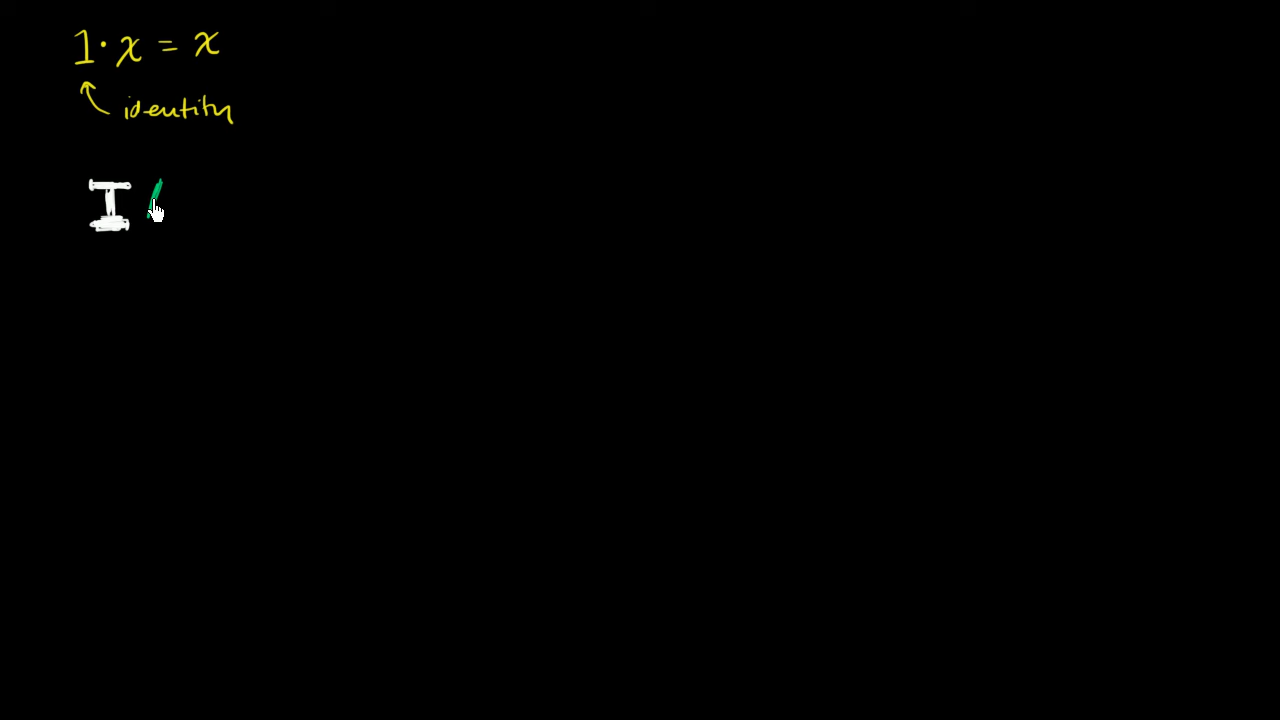 1 · x = x
identity
I